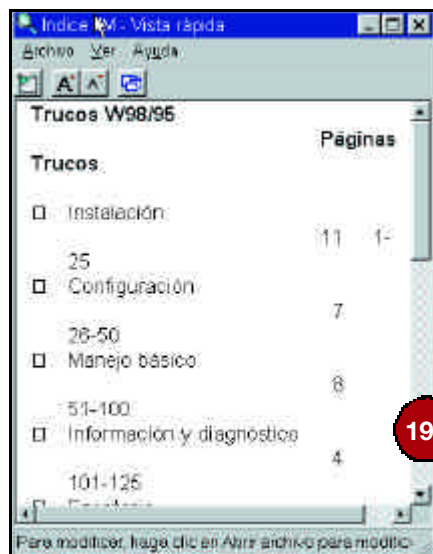 Indice KM - Vista rápida
Archivo Ver Ayuda
A A
Trucos W98/95
Páginas
Trucos
Instalación
11 1-
25
Configuración
7
26-50
Manejo básico
8
51-100
Información y diagnóstico
4
101-125
19
Para modificar, haga clic en Abrir archivo para modific